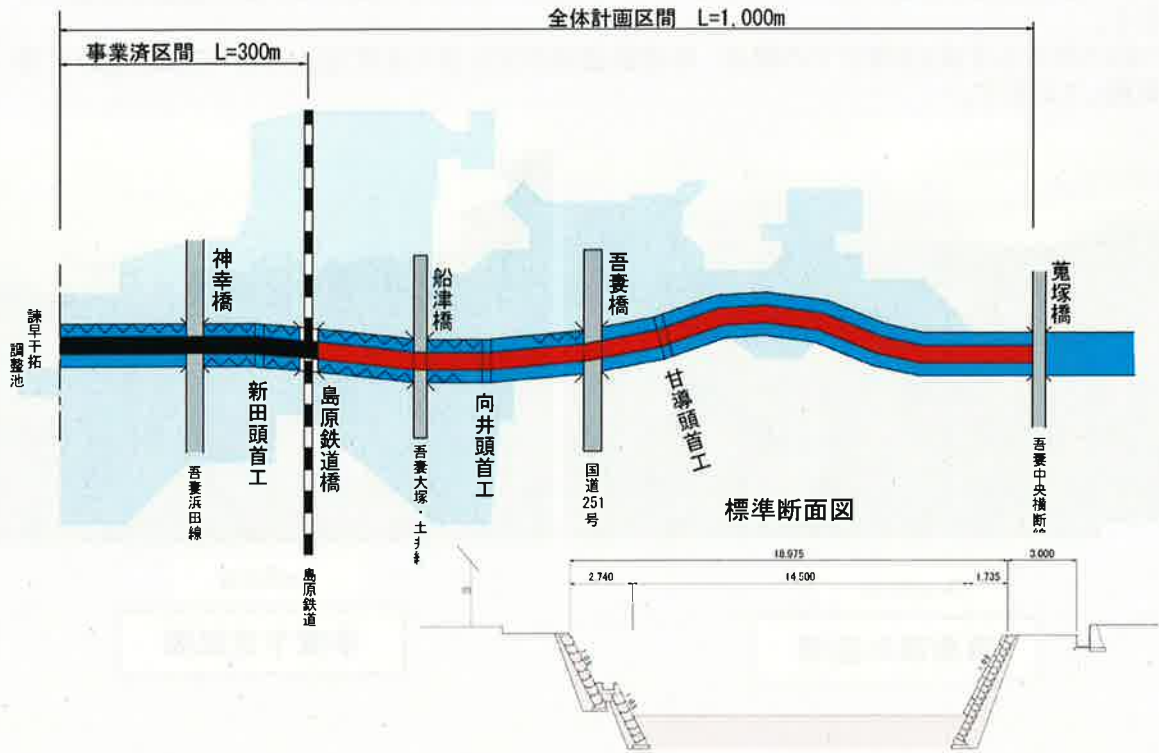 全体計画区間 L=1,000m
事業済区間 L=300m
神幸橋
船津橋
吾妻橋
蒐塚橋
諫早干拓
調整池
新田頭首工
島原鉄道橋
向井頭首工
甘導頭首工
吾妻浜田線
島原鉄道
吾妻大塚・土井
国道251号
吾妻中央横断線
標準断面図
18.975
3.000
2.740
14.500
1.735